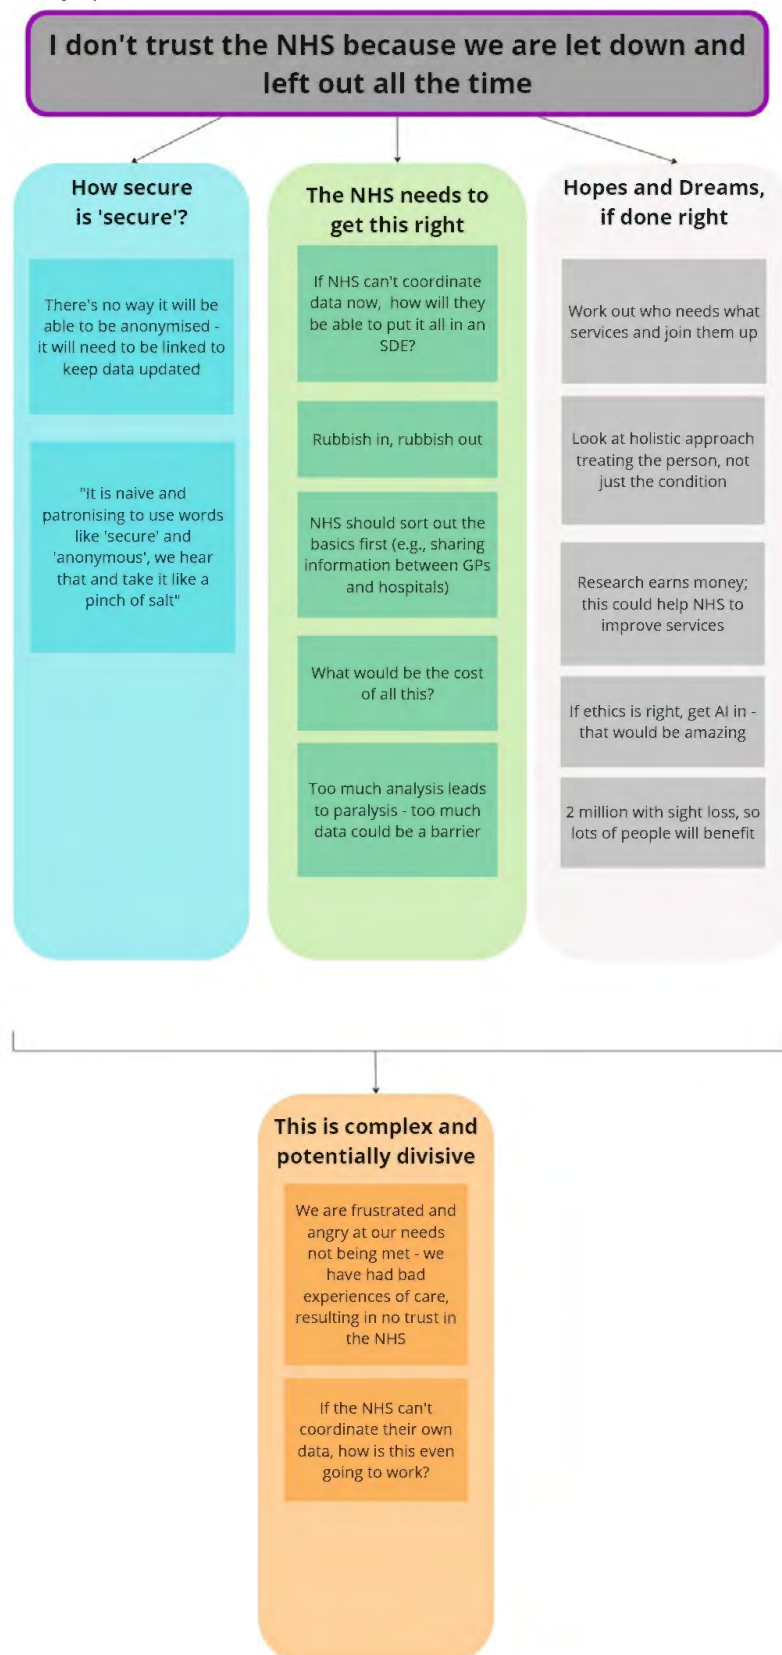 I don't trust the NHS because we are let down and
left out all the time
How secure
is 'secure'?
There's no way it will be
able to be anonymised -
it will need to be linked to
keep data updated
"It is naive and
patronising to use words
like 'secure' and
'anonymous', we hear
that and take it like a
pinch of salt"
The NHS needs to
get this right
If NHS can't coordinate
data now, how will they
be able to put it all in an
SDE?
Rubbish in, rubbish out
NHS should sort out the
basics first (e.g., sharing
information between GPs
and hospitals)
What would be the cost
of all this?
Too much analysis leads
to paralysis - too much
data could be a barrier
Hopes and Dreams,
if done right
Work out who needs what
services and join them up
Look at holistic approach
treating the person, not
just the condition
Research earns money;
this could help NHS to
improve services
If ethics is right, get AI in -
that would be amazing
2 million with sight loss, so
lots of people will benefit
This is complex and
potentially divisive
We are frustrated and
angry at our needs
not being met - we
have had bad
experiences of care,
resulting in no trust in
the NHS
If the NHS can't
coordinate their own
data, how is this even
going to work?